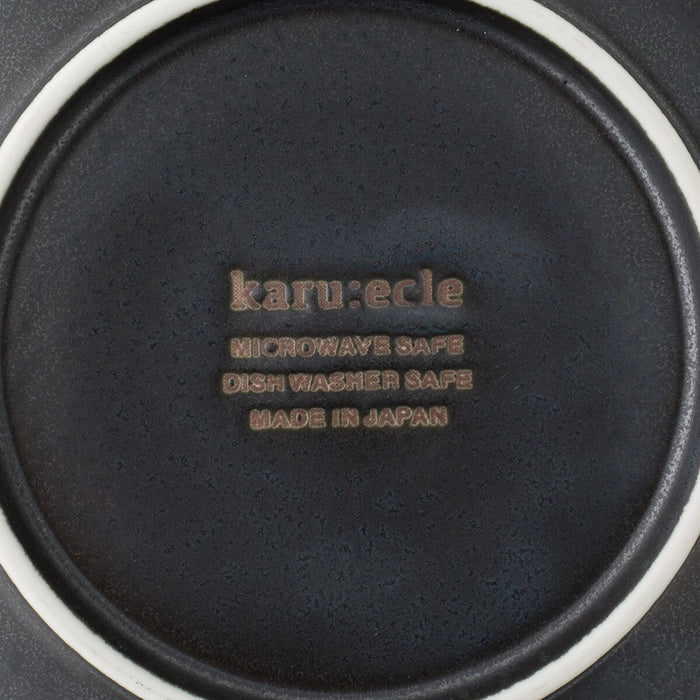 karu:ecle
MICROWAVE SAFE
DISH WASHER SAFE
MADE IN JAPAN